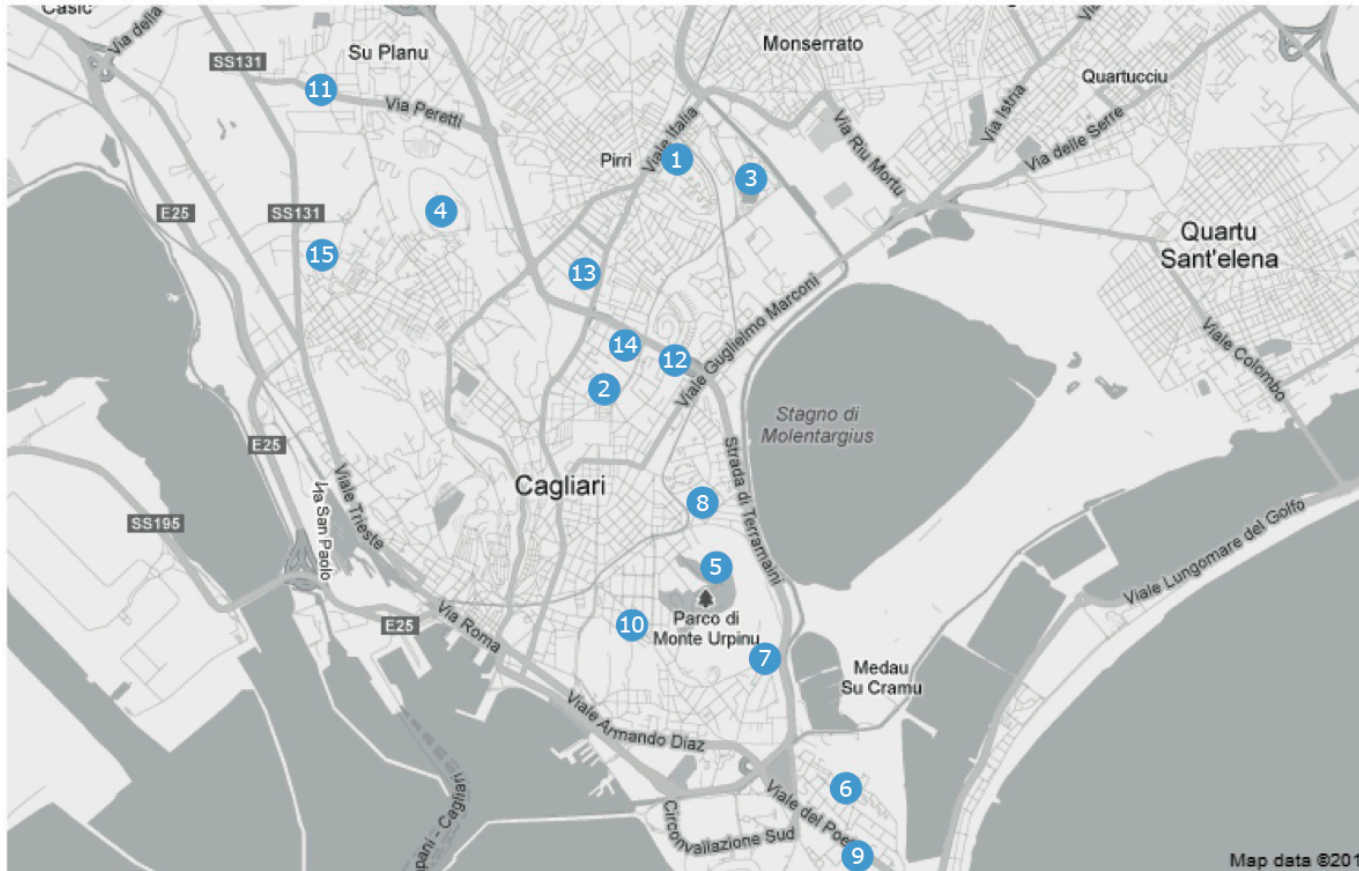 Casic
Via della
SS131
Su Planu
Monserrato
Quartucciu
11
Via Peretti
Viale Italia
Via Istria
Via delle Serre
Pirri
1
3
Via Riu Mortu
E25
SS131
4
Quartu
Sant'elena
15
13
Viale Guglielmo Marconi
14
12
2
Viale Colombo
Stagno di
Molentargius
E25
Viale Trieste
Via San Paolo
Cagliari
Strada di Terramaini
8
SS195
5
Viale Lungomare del Golfo
E25
Via Roma
10
Parco di
Monte Urpinu
7
Medau
Su Cramu
Viale Armando Diaz
6
Viale del
Circonvallazione Sud
9
Map data ©201